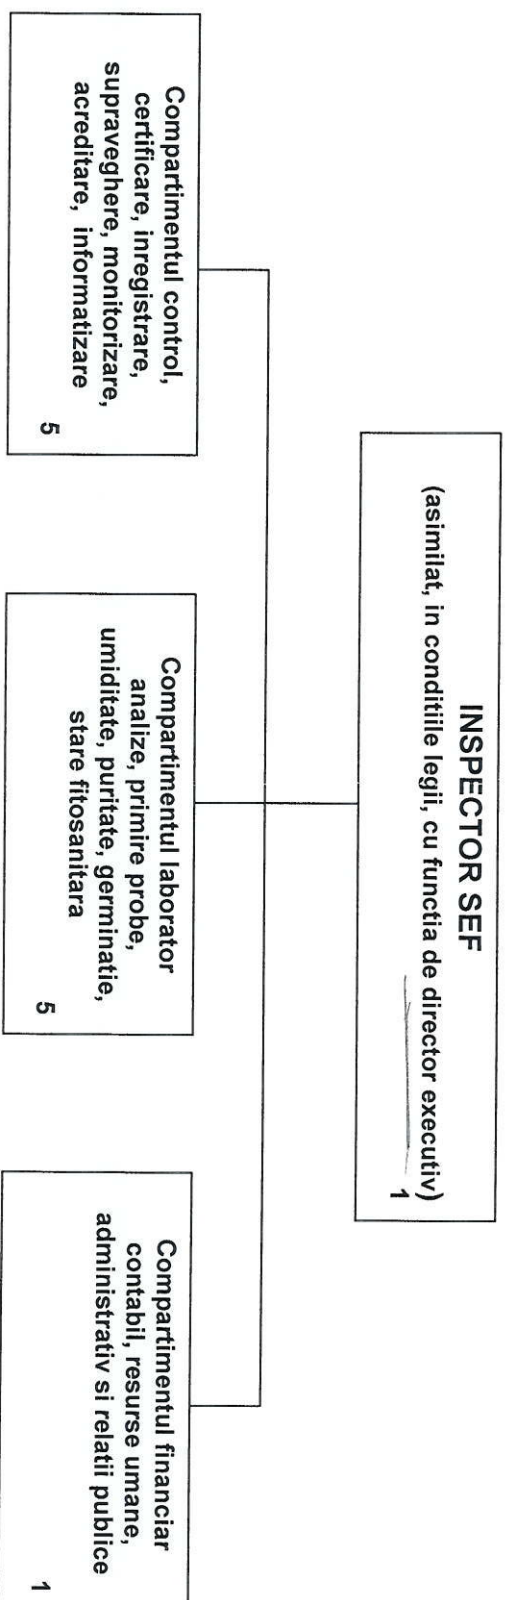 INSPECTOR SEF
(asimilat, in conditiile legii, cu functia de director executiv)
1
Compartimentul control,
certificare, inregistrare,
supraveghere, monitorizare,
acreditare, informatizare
5
Compartimentul laborator
analize, primire probe,
umiditate, puritate, germinatie,
stare fitosanitara
5
Compartimentul financiar
contabil, resurse umane,
administrativ si relatii publice
1